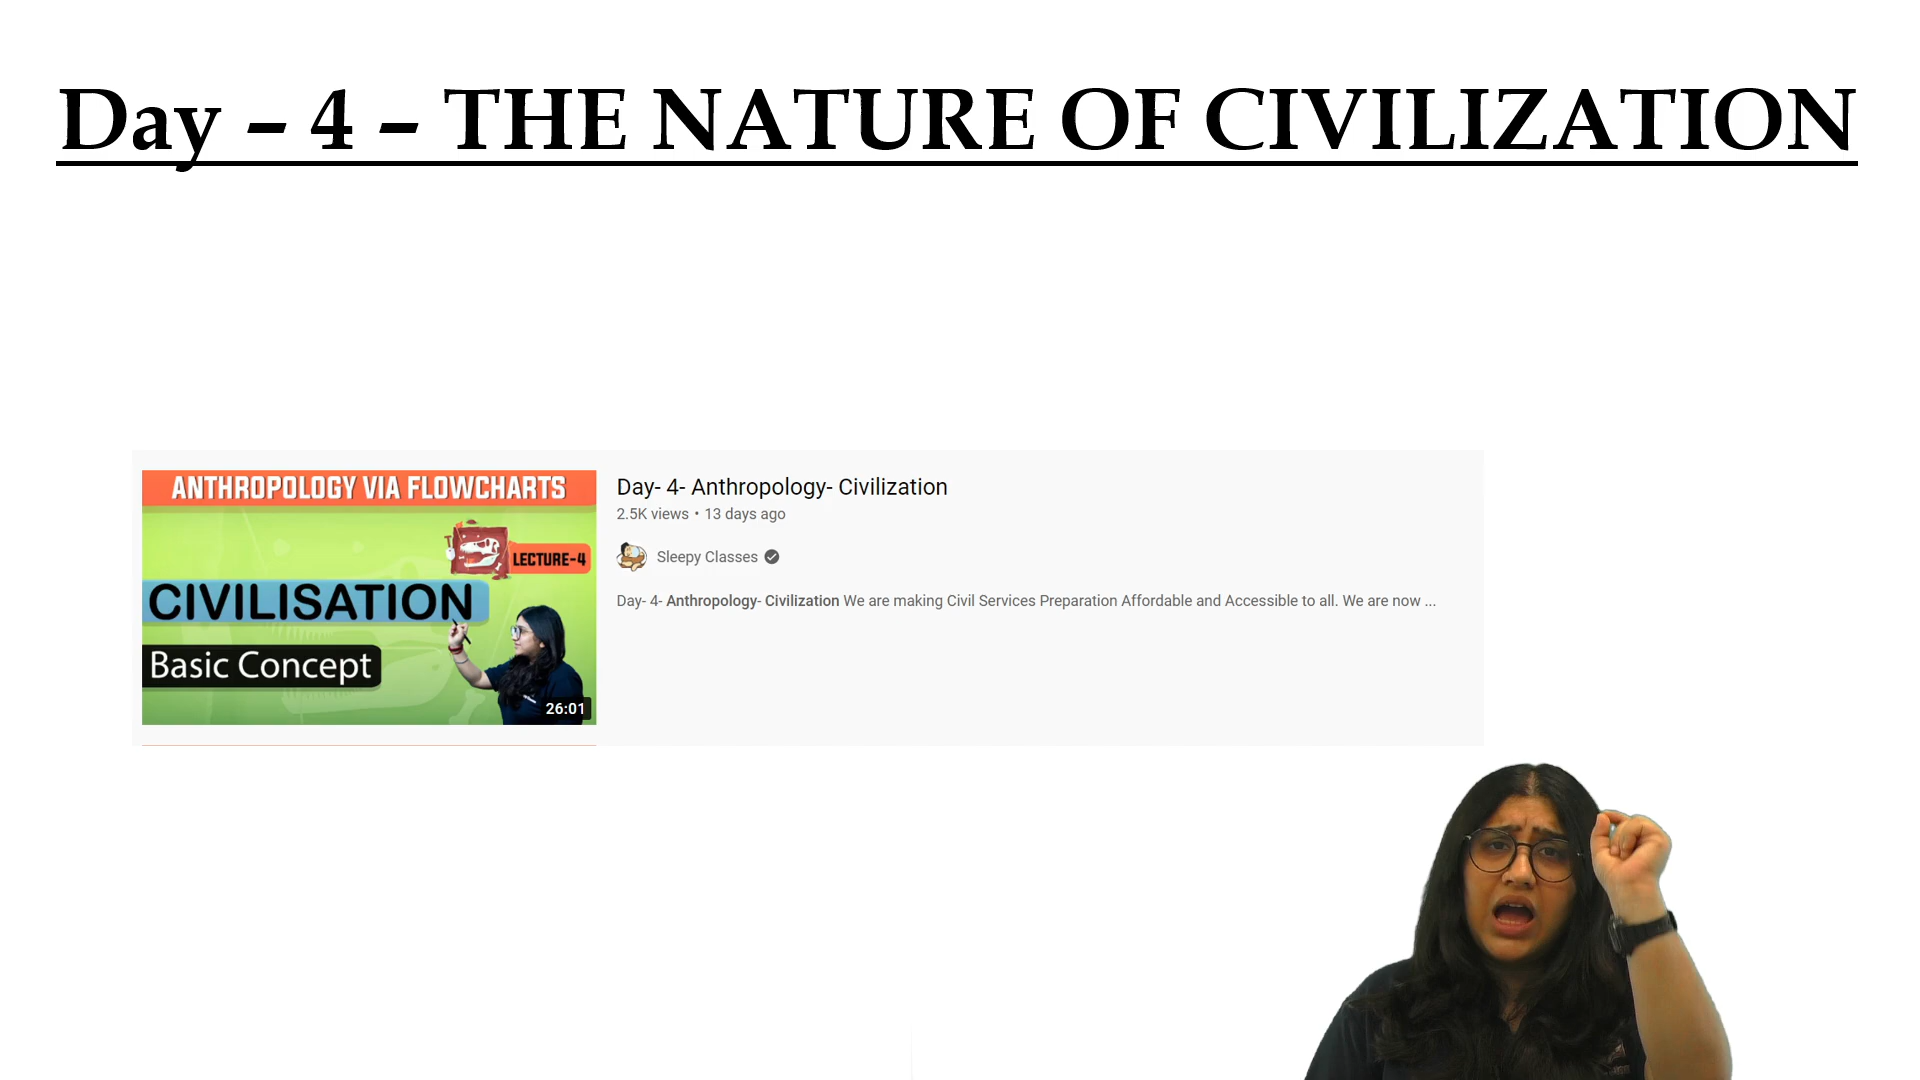 Day – 4 – THE NATURE OF CIVILIZATION
ANTHROPOLOGY VIA FLOWCHARTS
LECTURE-4
CIVILISATION
Basic Concept
26:01
Day- 4- Anthropology- Civilization
2.5K views • 13 days ago
Sleepy Classes
Day- 4- Anthropology- Civilization We are making Civil Services Preparation Affordable and Accessible to all. We are now ...